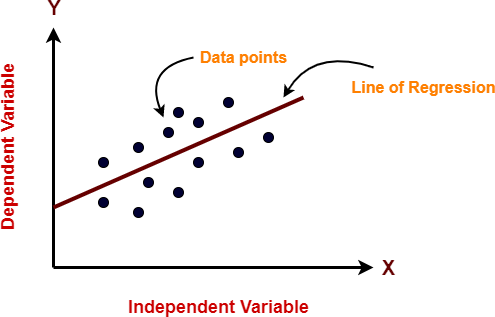 Y
Data points
Line of Regression
Dependent Variable
X
Independent Variable